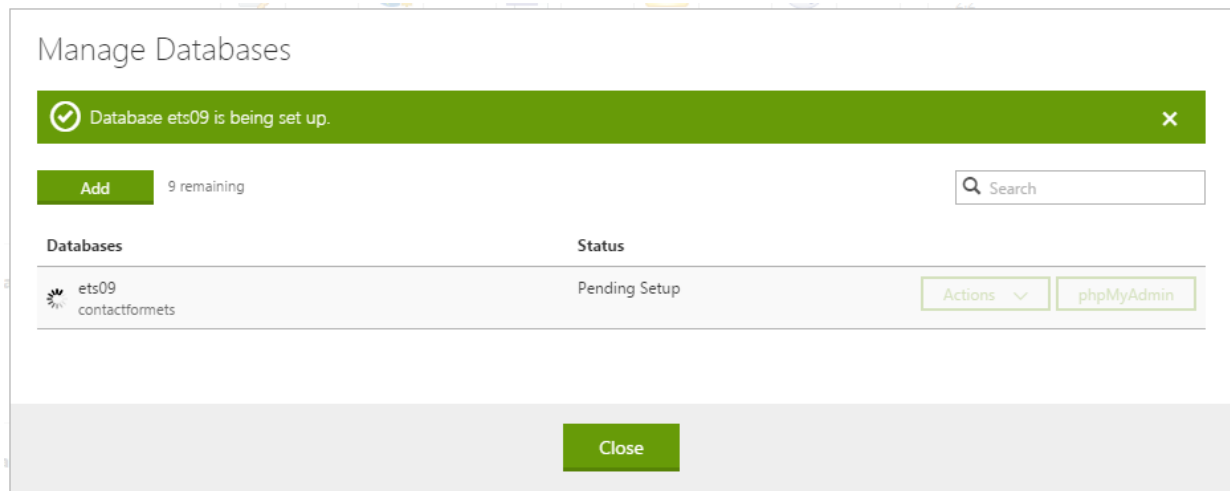 Manage Databases
Database ets09 is being set up.
Add 9 remaining Search
Databases Status
ets09 Pending Setup Actions phpMyAdmin
contactformets
Close